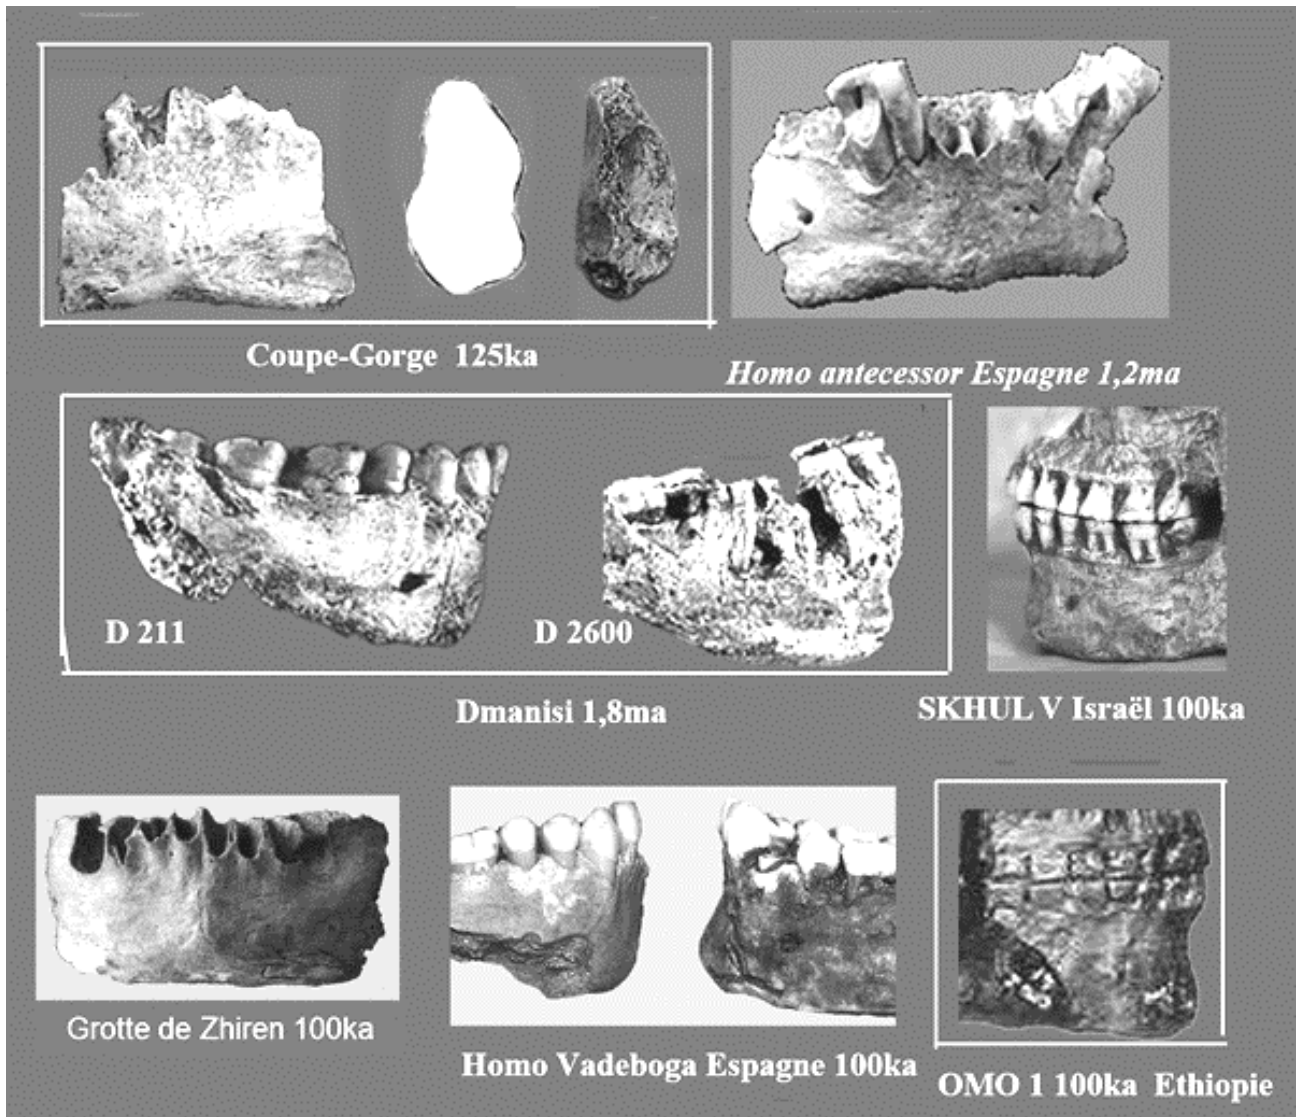 Coupe-Gorge 125ka
Homo antecessor Espagne 1,2ma
D 211
D 2600
Dmanisi 1,8ma
SKHUL V Israël 100ka
Grotte de Zhiren 100ka
Homo Vadeboga Espagne 100ka
OMO 1 100ka Ethiopie